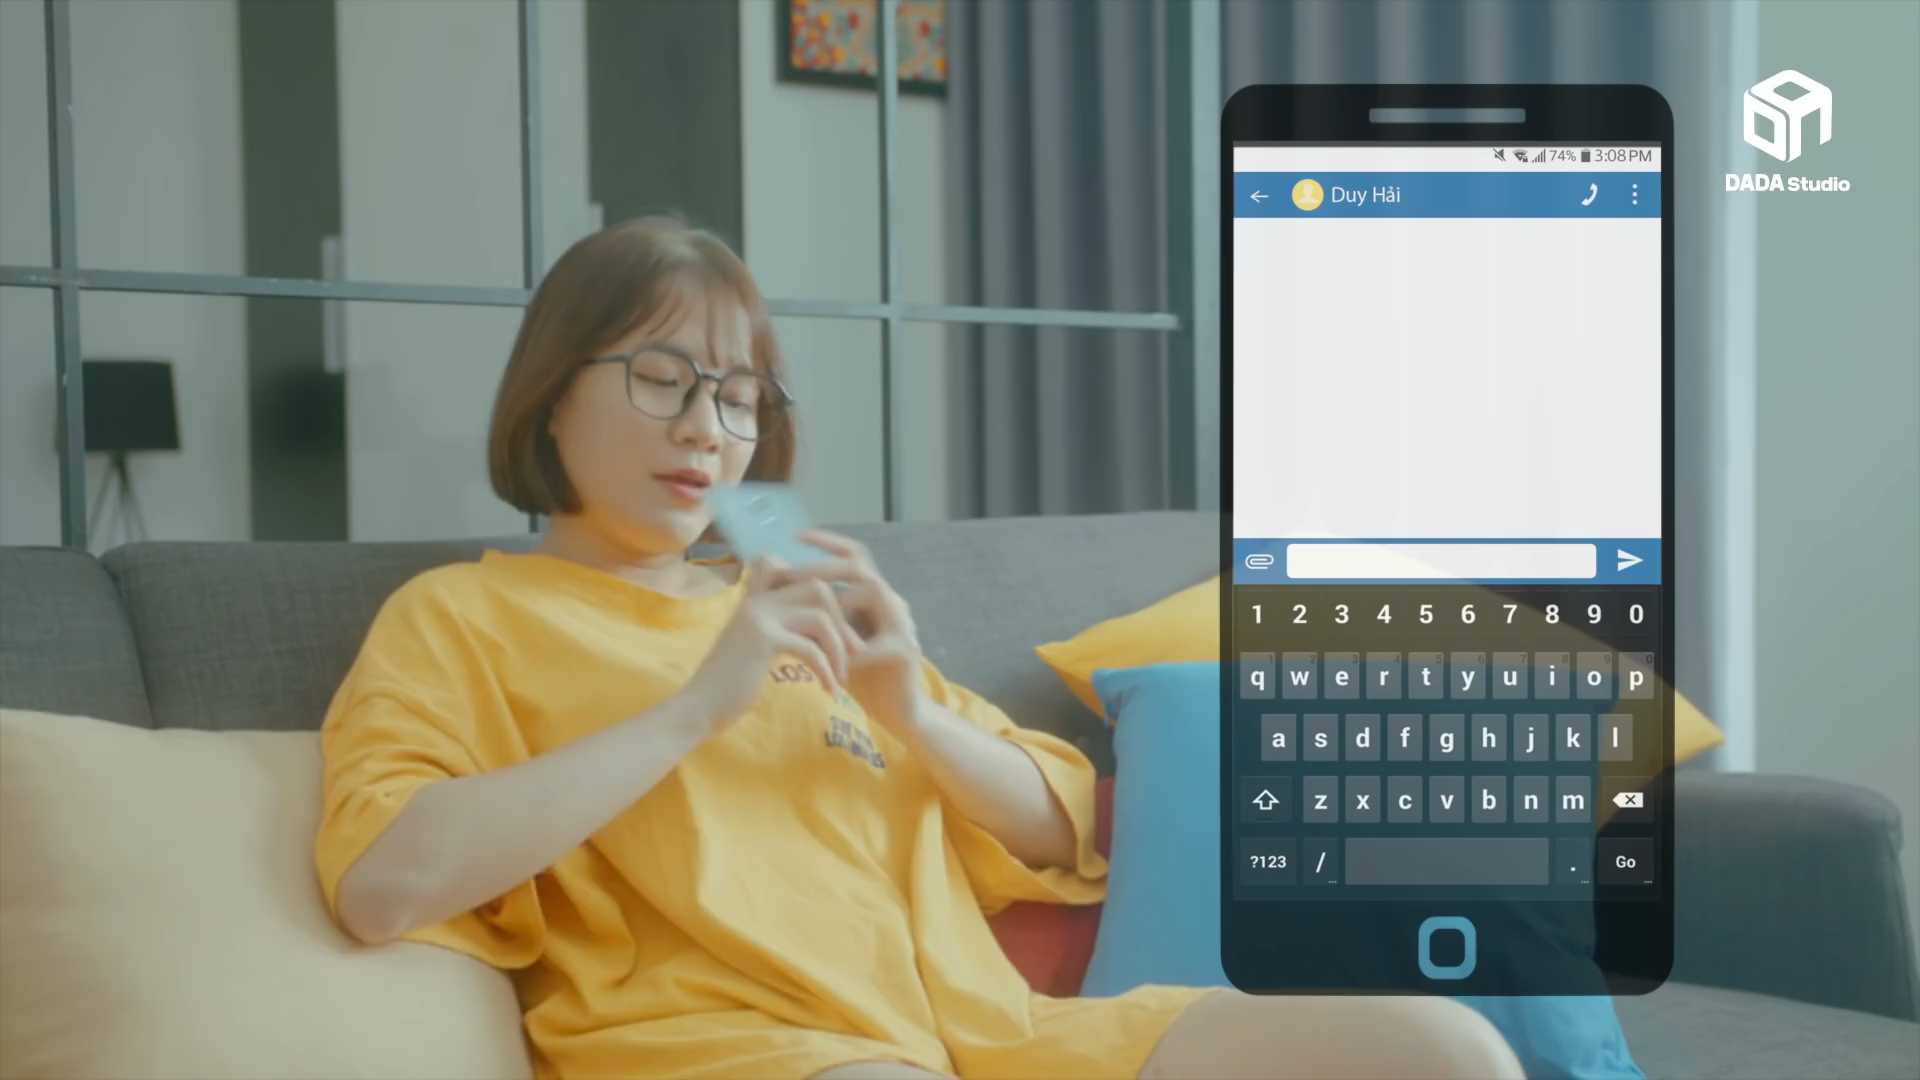 DADA Studio
74% 3:08 PM
Duy Hải
1 2 3 4 5 6 7 8 9 0
q w e r t y u i o p
a s d f g h j k l
z x c v b n m
?123 / . Go
LOS